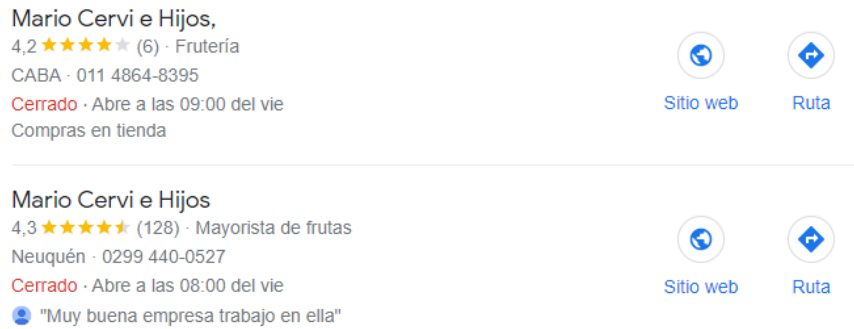 Mario Cervi e Hijos,
4,2 (6) · Frutería
CABA · 011 4864-8395
Cerrado · Abre a las 09:00 del vie
Compras en tienda
Sitio web
Ruta
Mario Cervi e Hijos
4,3 (128) · Mayorista de frutas
Neuquén · 0299 440-0527
Cerrado · Abre a las 08:00 del vie
"Muy buena empresa trabajo en ella"
Sitio web
Ruta